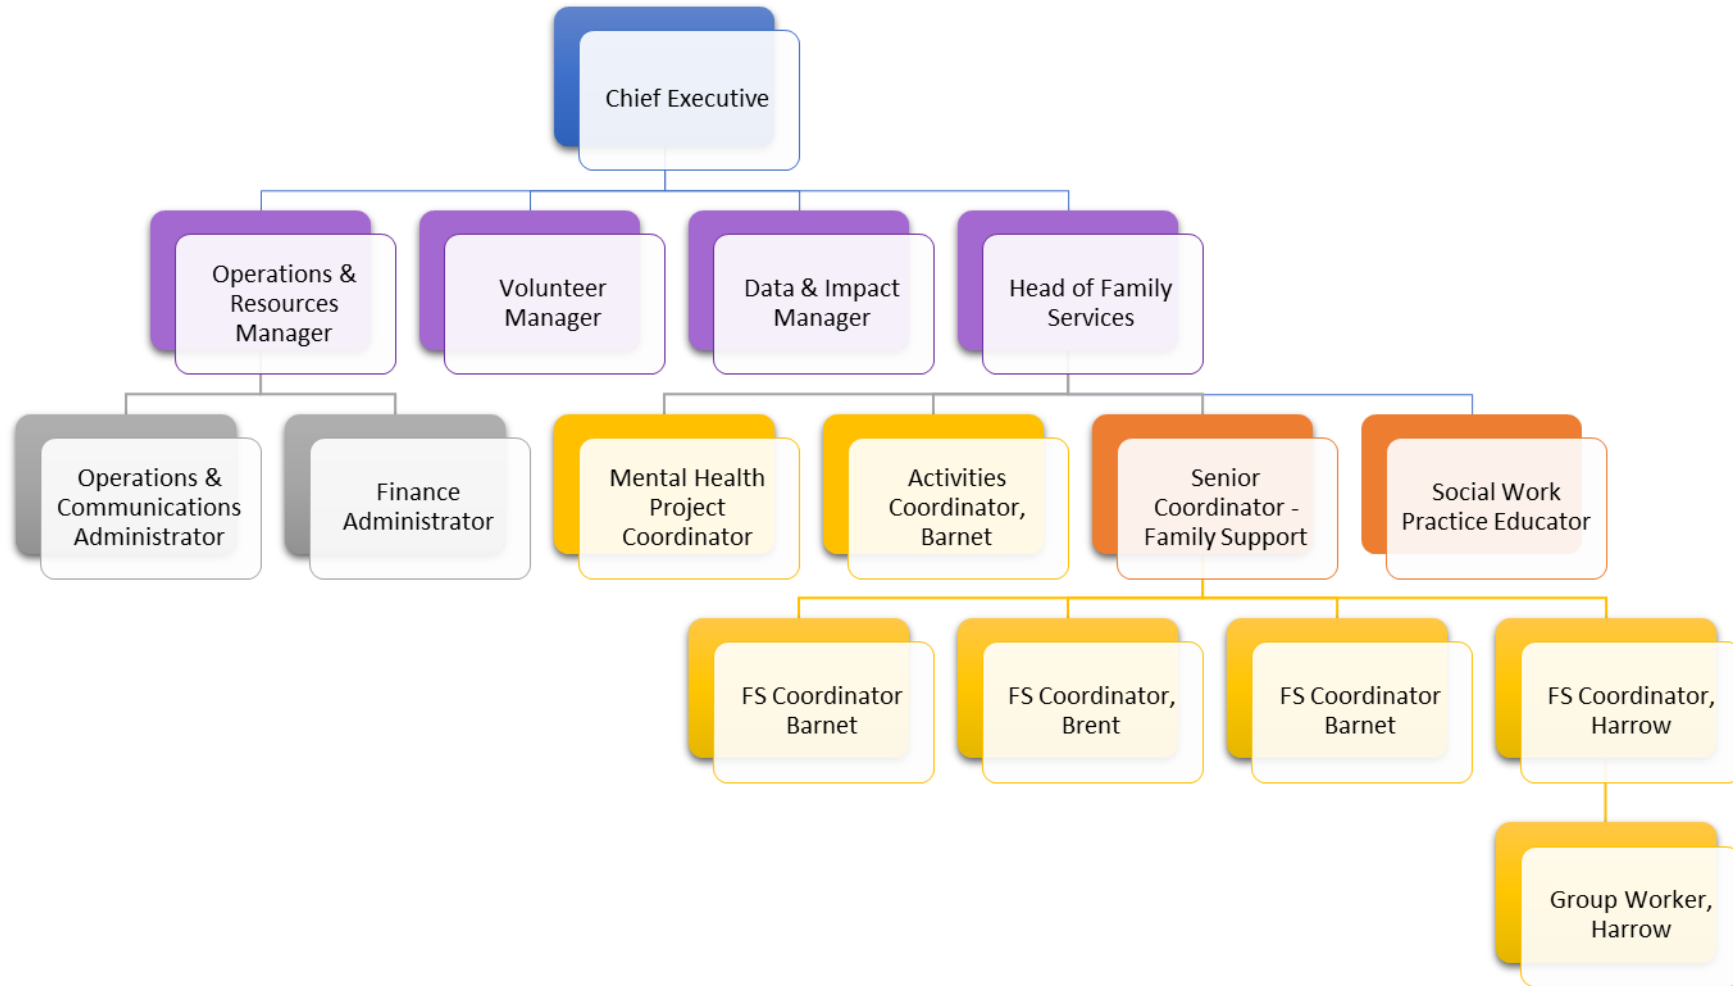 Chief Executive
Operations &
Resources
Manager
Volunteer
Manager
Data & Impact
Manager
Head of Family
Services
Operations &
Communications
Administrator
Finance
Administrator
Mental Health
Project
Coordinator
Activities
Coordinator,
Barnet
Senior
Coordinator -
Family Support
Social Work
Practice Educator
FS Coordinator
Barnet
FS Coordinator,
Brent
FS Coordinator
Barnet
FS Coordinator,
Harrow
Group Worker,
Harrow